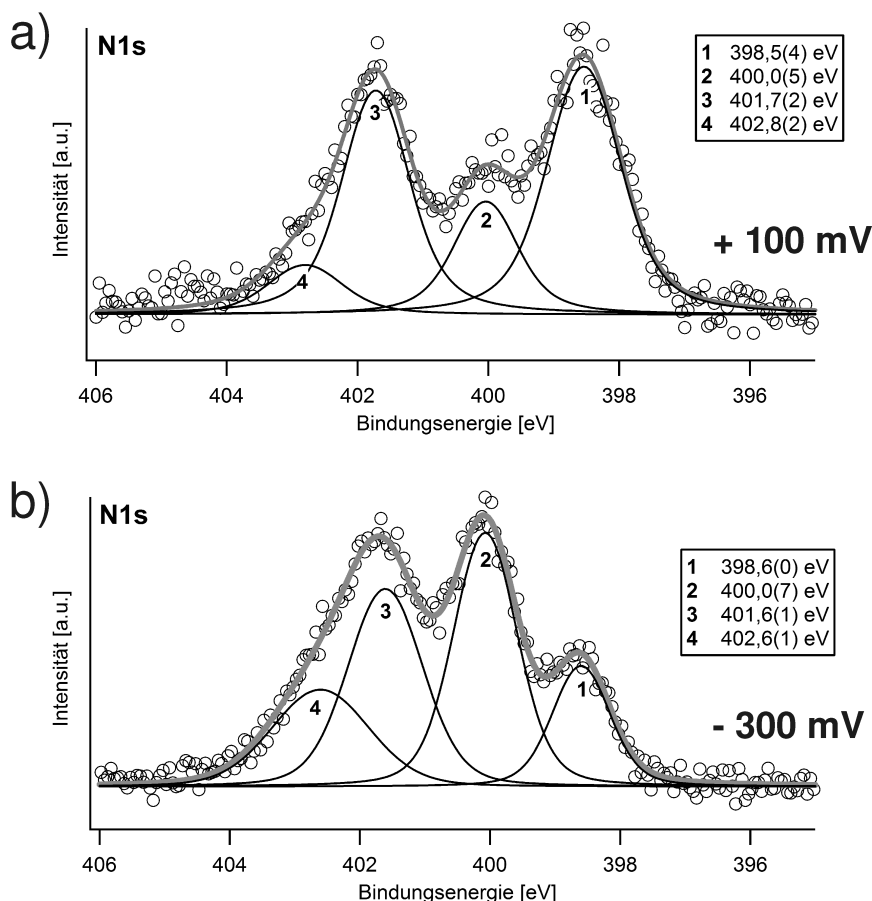 a)
N1s
1 398,5(4) eV
2 400,0(5) eV
3 401,7(2) eV
4 402,8(2) eV
3
1
2
4
+ 100 mV
Intensität [a.u.]
406 404 402 400 398 396
Bindungsenergie [eV]
b)
N1s
1 398,6(0) eV
2 400,0(7) eV
3 401,6(1) eV
4 402,6(1) eV
2
3
1
4
- 300 mV
Intensität [a.u.]
406 404 402 400 398 396
Bindungsenergie [eV]